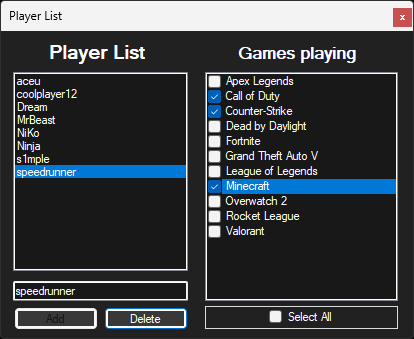 Player List
x
Player List
Games playing
aceu
coolplayer12
Dream
MrBeast
NiKo
Ninja
s1mple
speedrunner
Apex Legends
Call of Duty
Counter-Strike
Dead by Daylight
Fortnite
Grand Theft Auto V
League of Legends
Minecraft
Overwatch 2
Rocket League
Valorant
speedrunner
Add
Delete
Select All